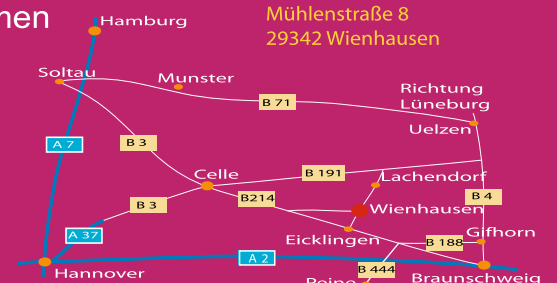 Mühlenstraße 8
29342 Wienhausen
Hamburg
Soltau
Munster
Richtung
Lüneburg
B 71
Uelzen
A 7
B 3
Celle
B 191
Lachendorf
B 3
B214
B 4
Wienhausen
A 37
Eicklingen
B 188
Gifhorn
A 2
Hannover
B 444
Peine
Braunschweig